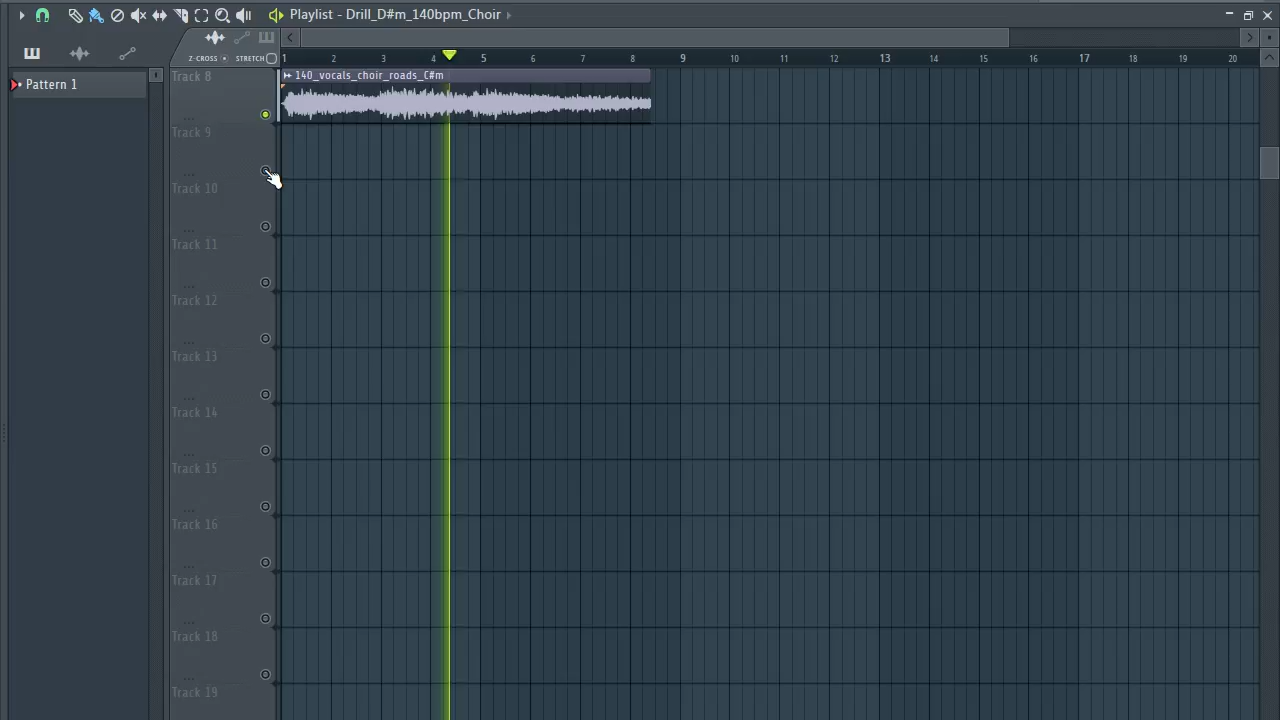 Playlist - Drill_D#m_140bpm_Choir
Z-CROSS STRETCH
1 2 3 4 5 6 7 8 9 10 11 12 13 14 15 16 17 18 19 20
Pattern 1
Track 8
140_vocals_choir_roads_C#m
Track 9
Track 10
Track 11
Track 12
Track 13
Track 14
Track 15
Track 16
Track 17
Track 18
Track 19